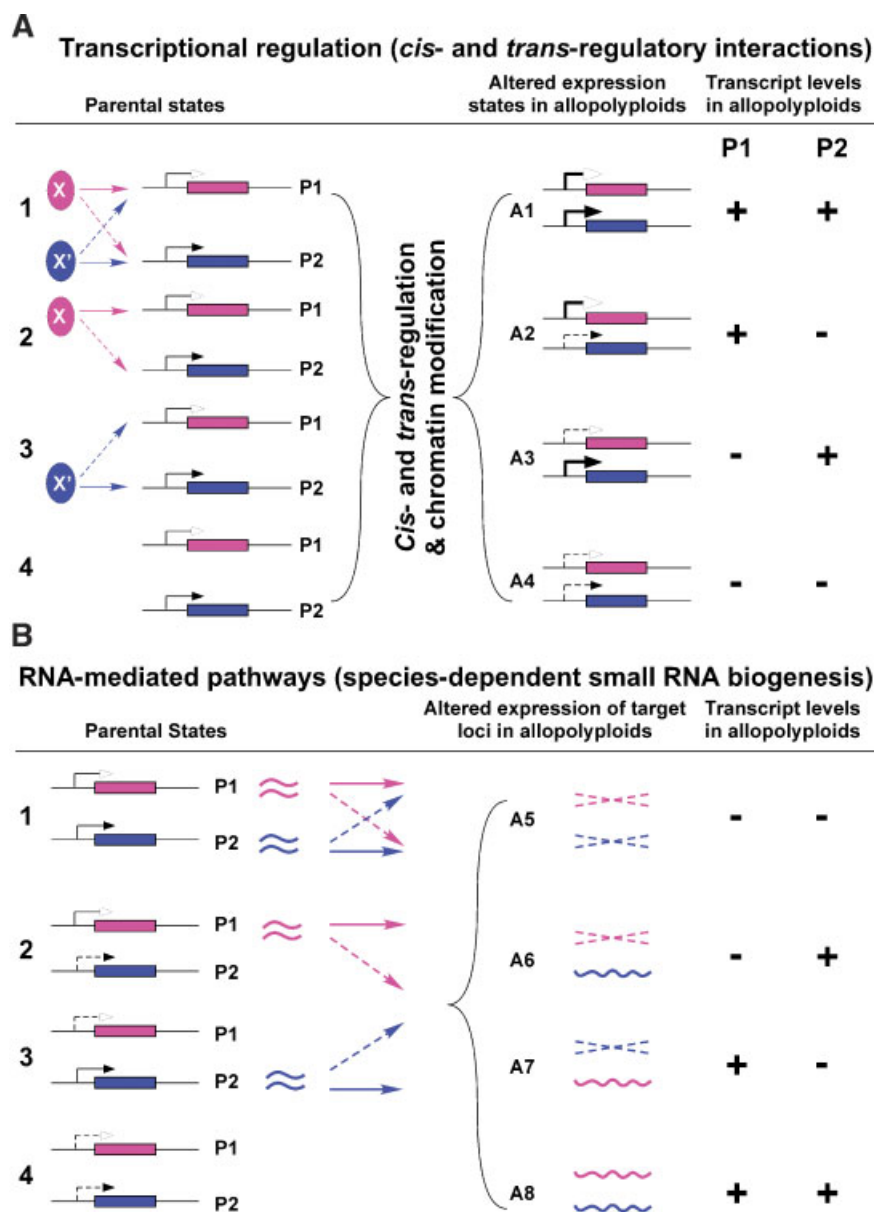 A
Transcriptional regulation (cis- and trans-regulatory interactions)
Parental states
Altered expression
states in allopolyploids
Transcript levels
in allopolyploids
P1 P2
1
X
X'
P1
P2
2
X
P1
P2
3
X'
P1
P2
4
P1
P2
Cis- and trans-regulation
& chromatin modification
A1 + +
A2 + -
A3 - +
A4 - -
B
RNA-mediated pathways (species-dependent small RNA biogenesis)
Parental States
Altered expression of target
loci in allopolyploids
Transcript levels
in allopolyploids
1
P1
P2
2
P1
P2
3
P1
P2
4
P1
P2
A5 - -
A6 - +
A7 + -
A8 + +